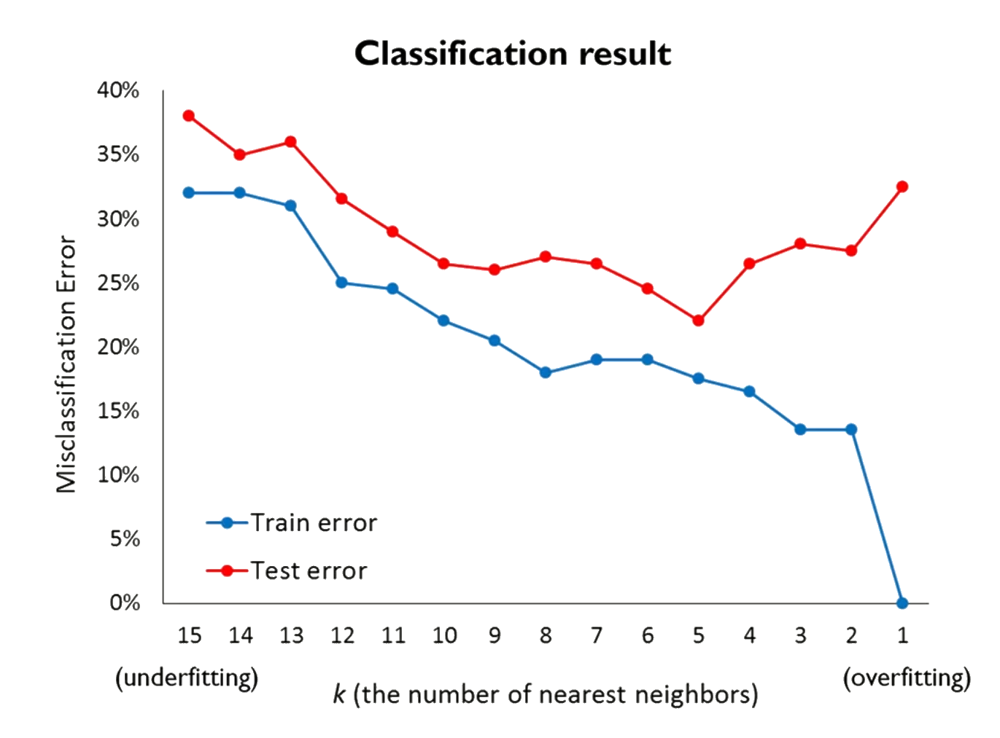 Classification result
40%
35%
30%
25%
20%
15%
10%
5%
0%
Misclassification Error
Train error
Test error
15 14 13 12 11 10 9 8 7 6 5 4 3 2 1
(underfitting) (overfitting)
k (the number of nearest neighbors)